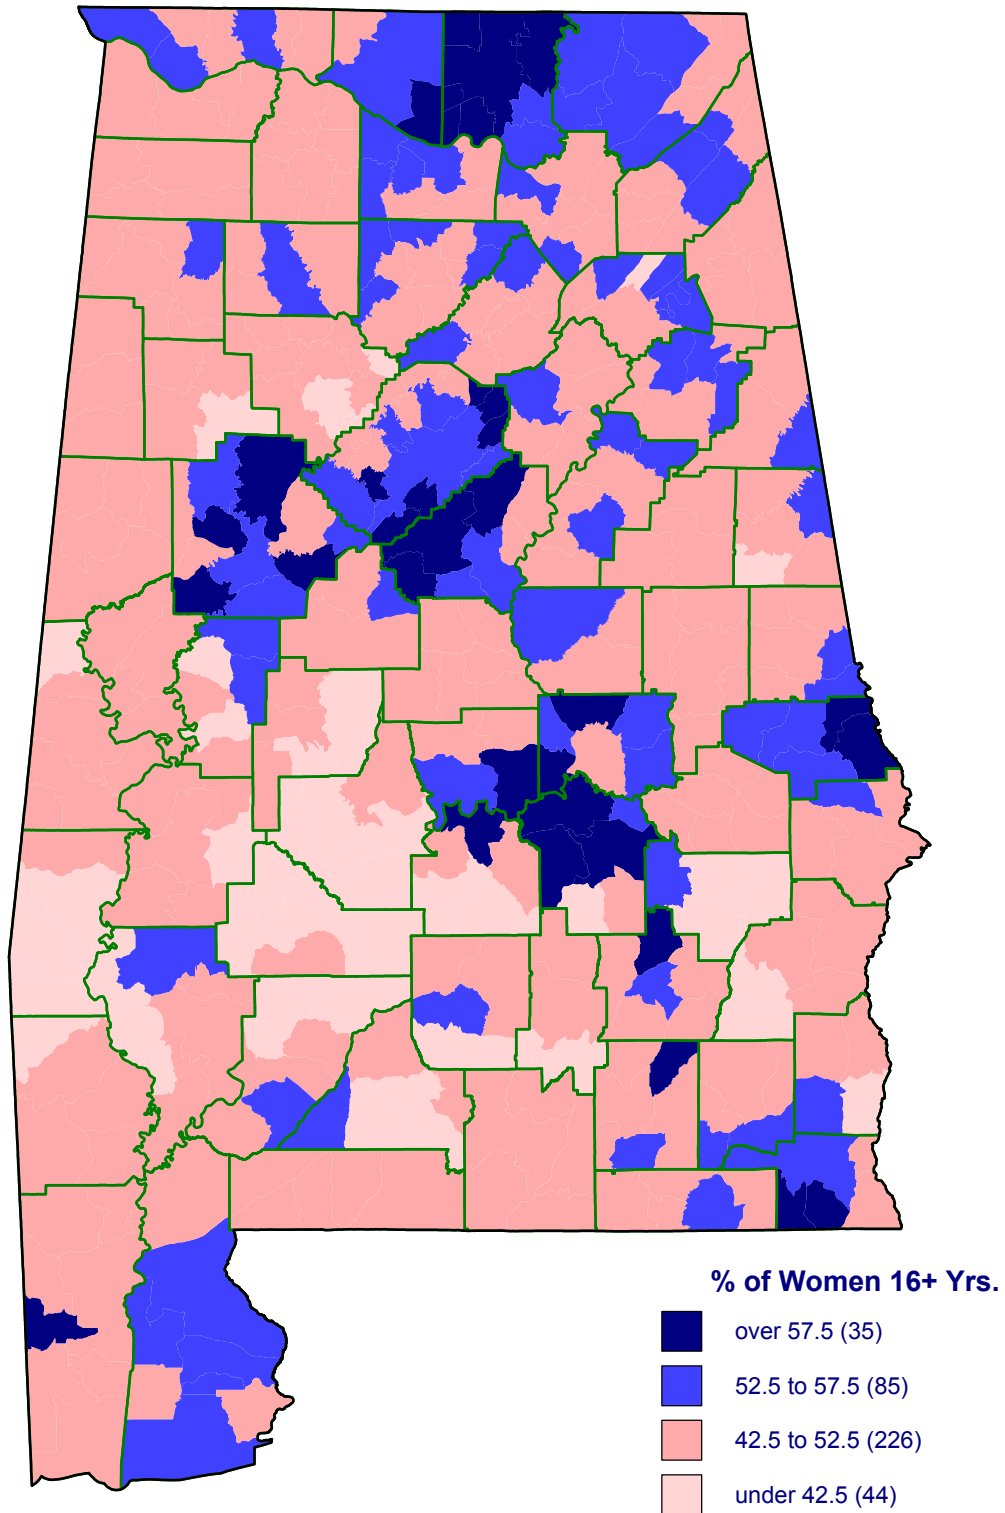 % of Women 16+ Yrs.
over 57.5 (35)
52.5 to 57.5 (85)
42.5 to 52.5 (226)
under 42.5 (44)